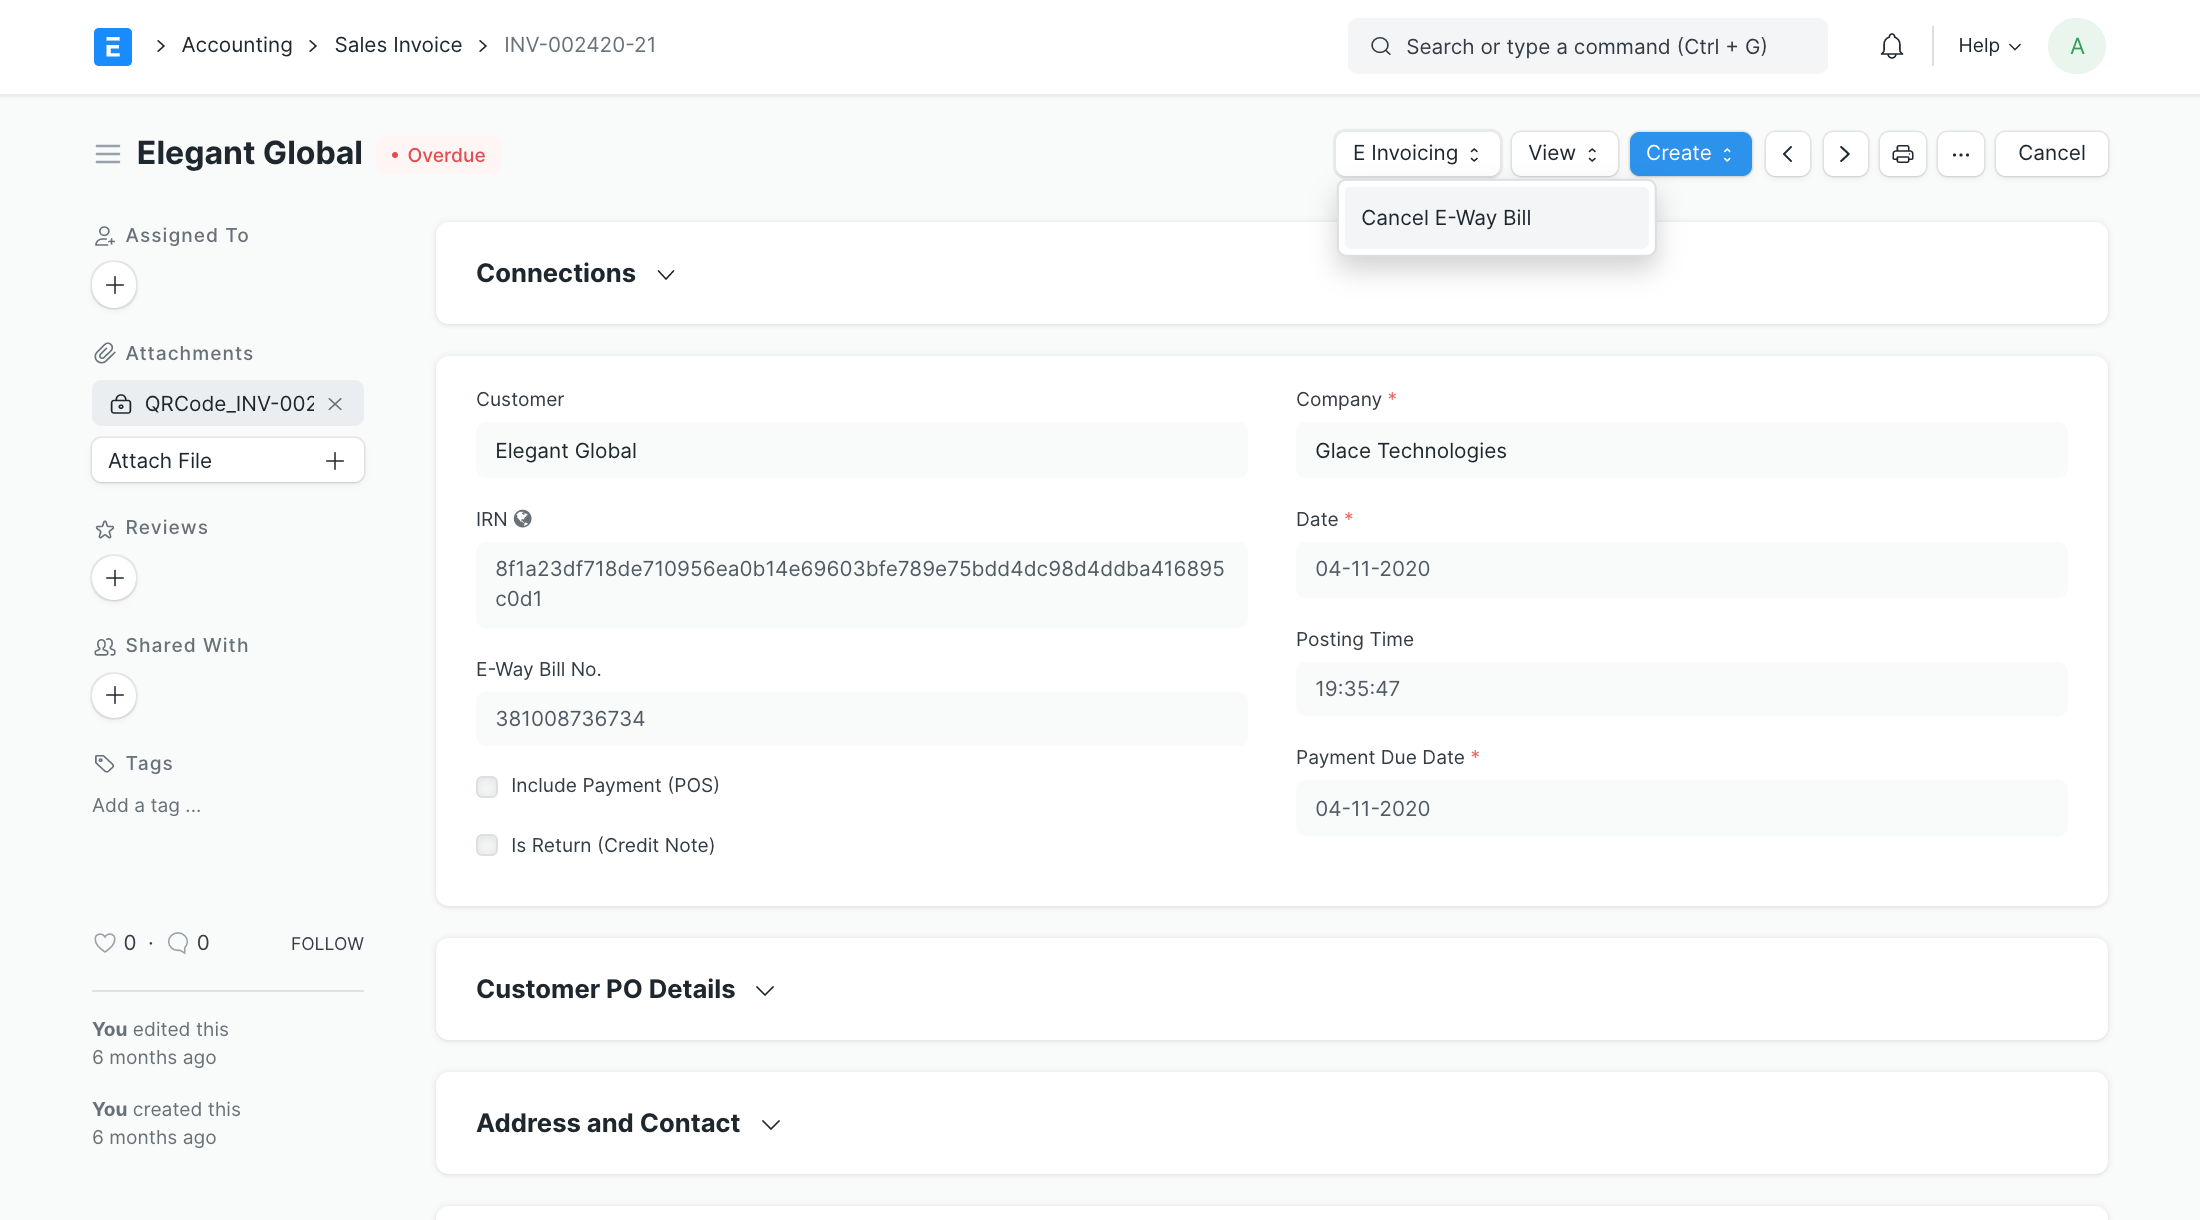 E
Accounting
Sales Invoice
INV-002420-21
Search or type a command (Ctrl + G)
Help
A
Elegant Global
Overdue
E Invoicing
View
Create
Cancel
Cancel E-Way Bill
Assigned To
Attachments
QRCode_INV-002
Attach File
Reviews
Shared With
Tags
Add a tag ...
0 · 0
FOLLOW
You edited this
6 months ago
You created this
6 months ago
Connections
Customer
Elegant Global
IRN
8f1a23df718de710956ea0b14e69603bfe789e75bdd4dc98d4ddba416895
c0d1
E-Way Bill No.
381008736734
Include Payment (POS)
Is Return (Credit Note)
Company *
Glace Technologies
Date *
04-11-2020
Posting Time
19:35:47
Payment Due Date *
04-11-2020
Customer PO Details
Address and Contact